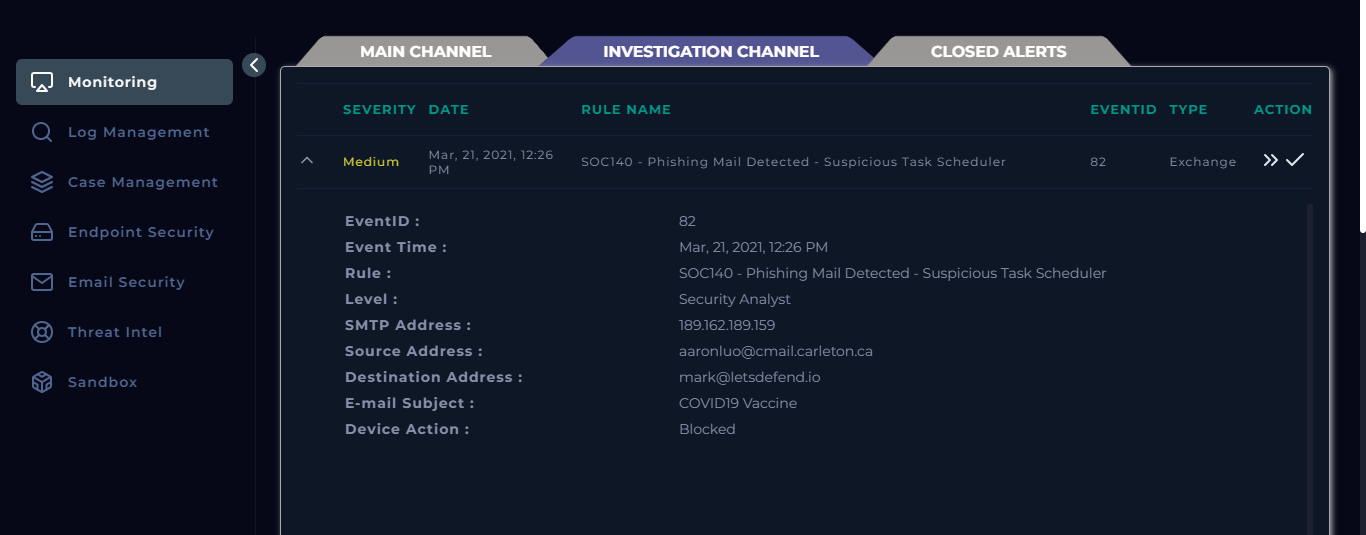 MAIN CHANNEL INVESTIGATION CHANNEL CLOSED ALERTS
Monitoring
Log Management
Case Management
Endpoint Security
Email Security
Threat Intel
Sandbox
SEVERITY DATE RULE NAME EVENTID TYPE ACTION
Medium Mar, 21, 2021, 12:26 PM SOC140 - Phishing Mail Detected - Suspicious Task Scheduler 82 Exchange
EventID : 82
Event Time : Mar, 21, 2021, 12:26 PM
Rule : SOC140 - Phishing Mail Detected - Suspicious Task Scheduler
Level : Security Analyst
SMTP Address : 189.162.189.159
Source Address : aaronluo@cmail.carleton.ca
Destination Address : mark@letsdefend.io
E-mail Subject : COVID19 Vaccine
Device Action : Blocked